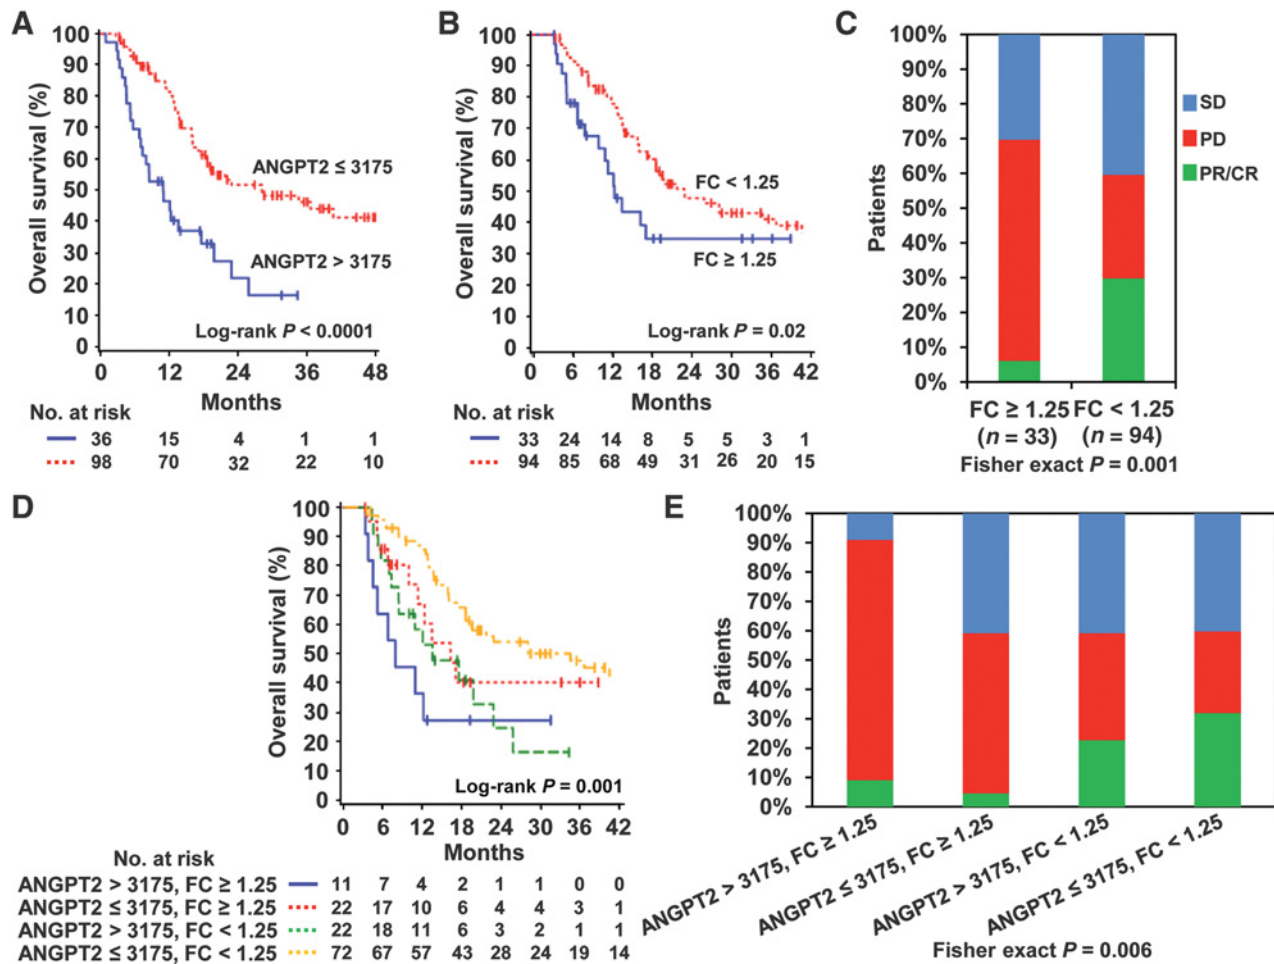 A
100
90
80
70
60
50
40
30
20
10
0
Overall survival (%)
ANGPT2 ≤ 3175
ANGPT2 > 3175
Log-rank P < 0.0001
0 12 24 36 48
Months
No. at risk
36 15 4 1 1
98 70 32 22 10
B
100
90
80
70
60
50
40
30
20
10
0
Overall survival (%)
FC < 1.25
FC ≥ 1.25
Log-rank P = 0.02
0 6 12 18 24 30 36 42
Months
No. at risk
33 24 14 8 5 5 3 1
94 85 68 49 31 26 20 15
C
100%
90%
80%
70%
60%
50%
40%
30%
20%
10%
0%
Patients
SD
PD
PR/CR
FC ≥ 1.25 FC < 1.25
(n = 33) (n = 94)
Fisher exact P = 0.001
D
100
90
80
70
60
50
40
30
20
10
0
Overall survival (%)
Log-rank P = 0.001
0 6 12 18 24 30 36 42
Months
No. at risk
ANGPT2 > 3175, FC ≥ 1.25 11 7 4 2 1 1 0 0
ANGPT2 ≤ 3175, FC ≥ 1.25 22 17 10 6 4 4 3 1
ANGPT2 > 3175, FC < 1.25 22 18 11 6 3 2 1 1
ANGPT2 ≤ 3175, FC < 1.25 72 67 57 43 28 24 19 14
E
100%
90%
80%
70%
60%
50%
40%
30%
20%
10%
0%
Patients
ANGPT2 > 3175, FC ≥ 1.25
ANGPT2 ≤ 3175, FC ≥ 1.25
ANGPT2 > 3175, FC < 1.25
ANGPT2 ≤ 3175, FC < 1.25
Fisher exact P = 0.006